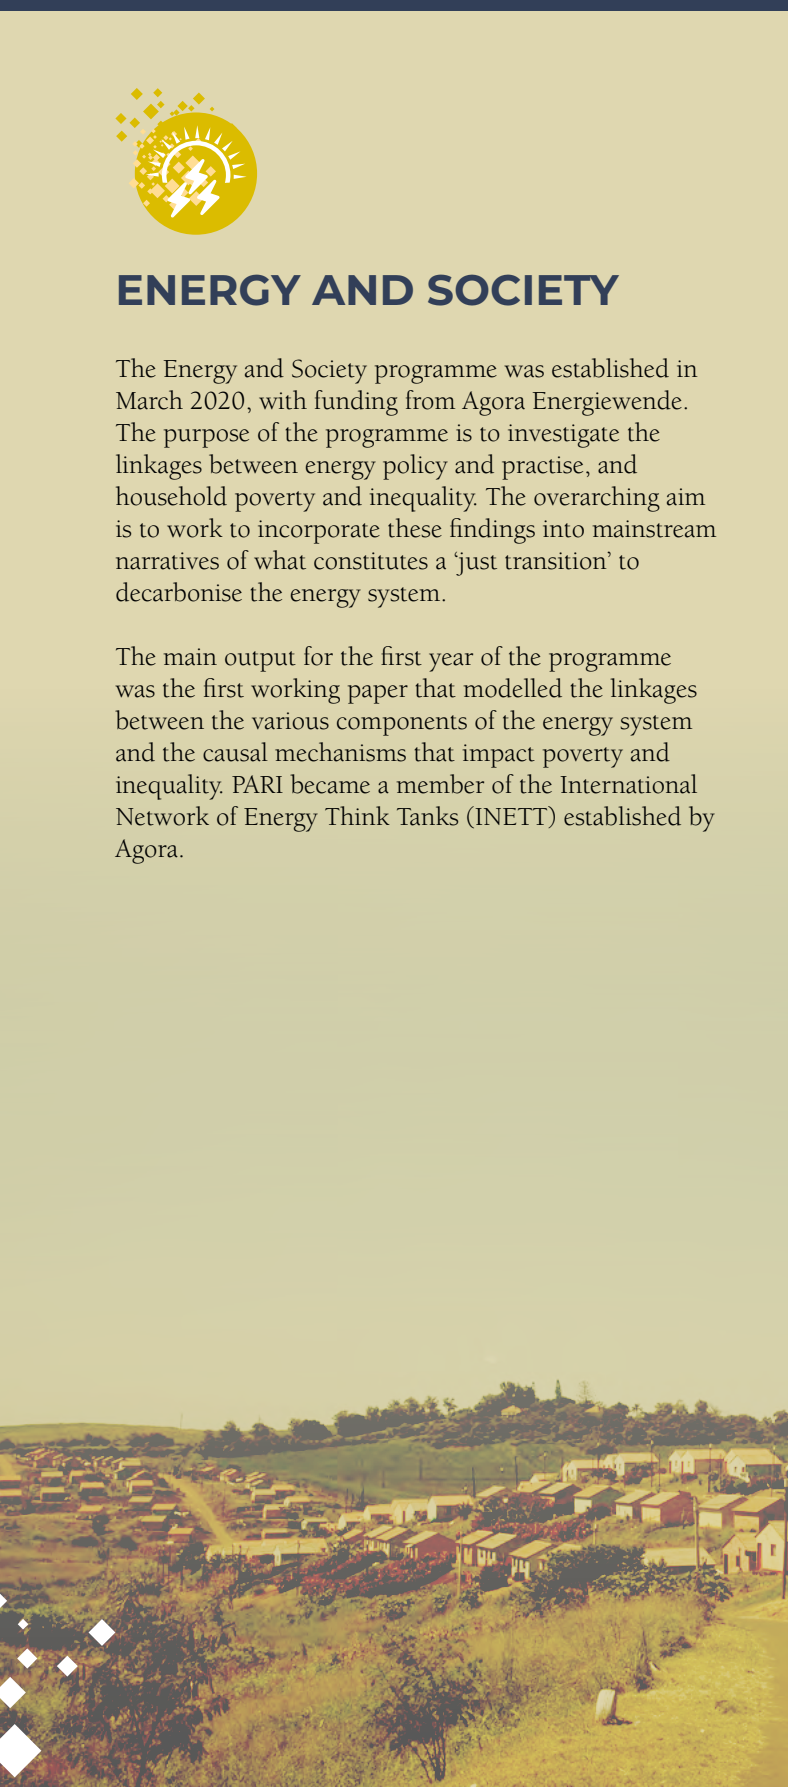 ENERGY AND SOCIETY
The Energy and Society programme was established in
March 2020, with funding from Agora Energiewende.
The purpose of the programme is to investigate the
linkages between energy policy and practise, and
household poverty and inequality. The overarching aim
is to work to incorporate these findings into mainstream
narratives of what constitutes a ‘just transition’ to
decarbonise the energy system.
The main output for the first year of the programme
was the first working paper that modelled the linkages
between the various components of the energy system
and the causal mechanisms that impact poverty and
inequality. PARI became a member of the International
Network of Energy Think Tanks (INETT) established by
Agora.